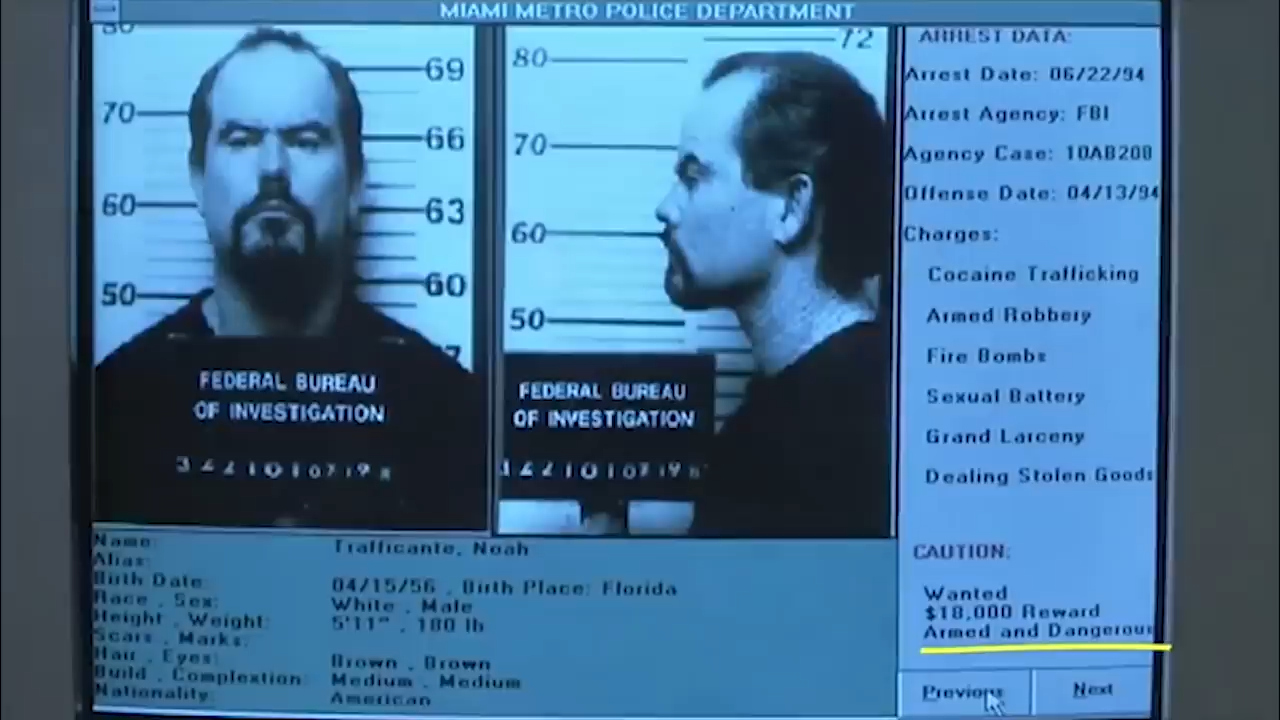 MIAMI METRO POLICE DEPARTMENT
80
70
60
50
69
66
63
60
FEDERAL BUREAU
OF INVESTIGATION
72
80
70
60
50
FEDERAL BUREAU
OF INVESTIGATION
Name: Trafficante, Noah
Alias:
Birth Date: 04/15/56 , Birth Place: Florida
Race , Sex: White , Male
Height , Weight: 5'11" , 180 lb
Scars , Marks:
Hair , Eyes: Brown , Brown
Build , Complextion: Medium , Medium
Nationality: American
ARREST DATA:
Arrest Date: 06/22/94
Arrest Agency: FBI
Agency Case: 10AB208
Offense Date: 04/13/94
Charges:
Cocaine Trafficking
Armed Robbery
Fire Bombs
Sexual Battery
Grand Larceny
Dealing Stolen Goods
CAUTION:
Wanted
$18,000 Reward
Armed and Dangerous
Previous
Next